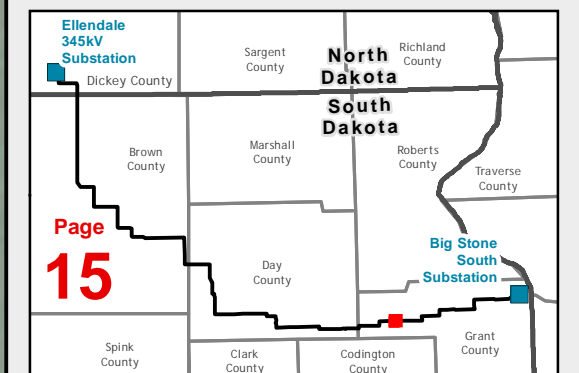 Ellendale
345kV
Substation
Dickey County
Sargent
County
North
Dakota
Richland
County
South
Dakota
Brown
County
Marshall
County
Roberts
County
Traverse
County
Page
15
Big Stone
South
Substation
Day
County
Grant
County
Spink
County
Clark
County
Codington
County